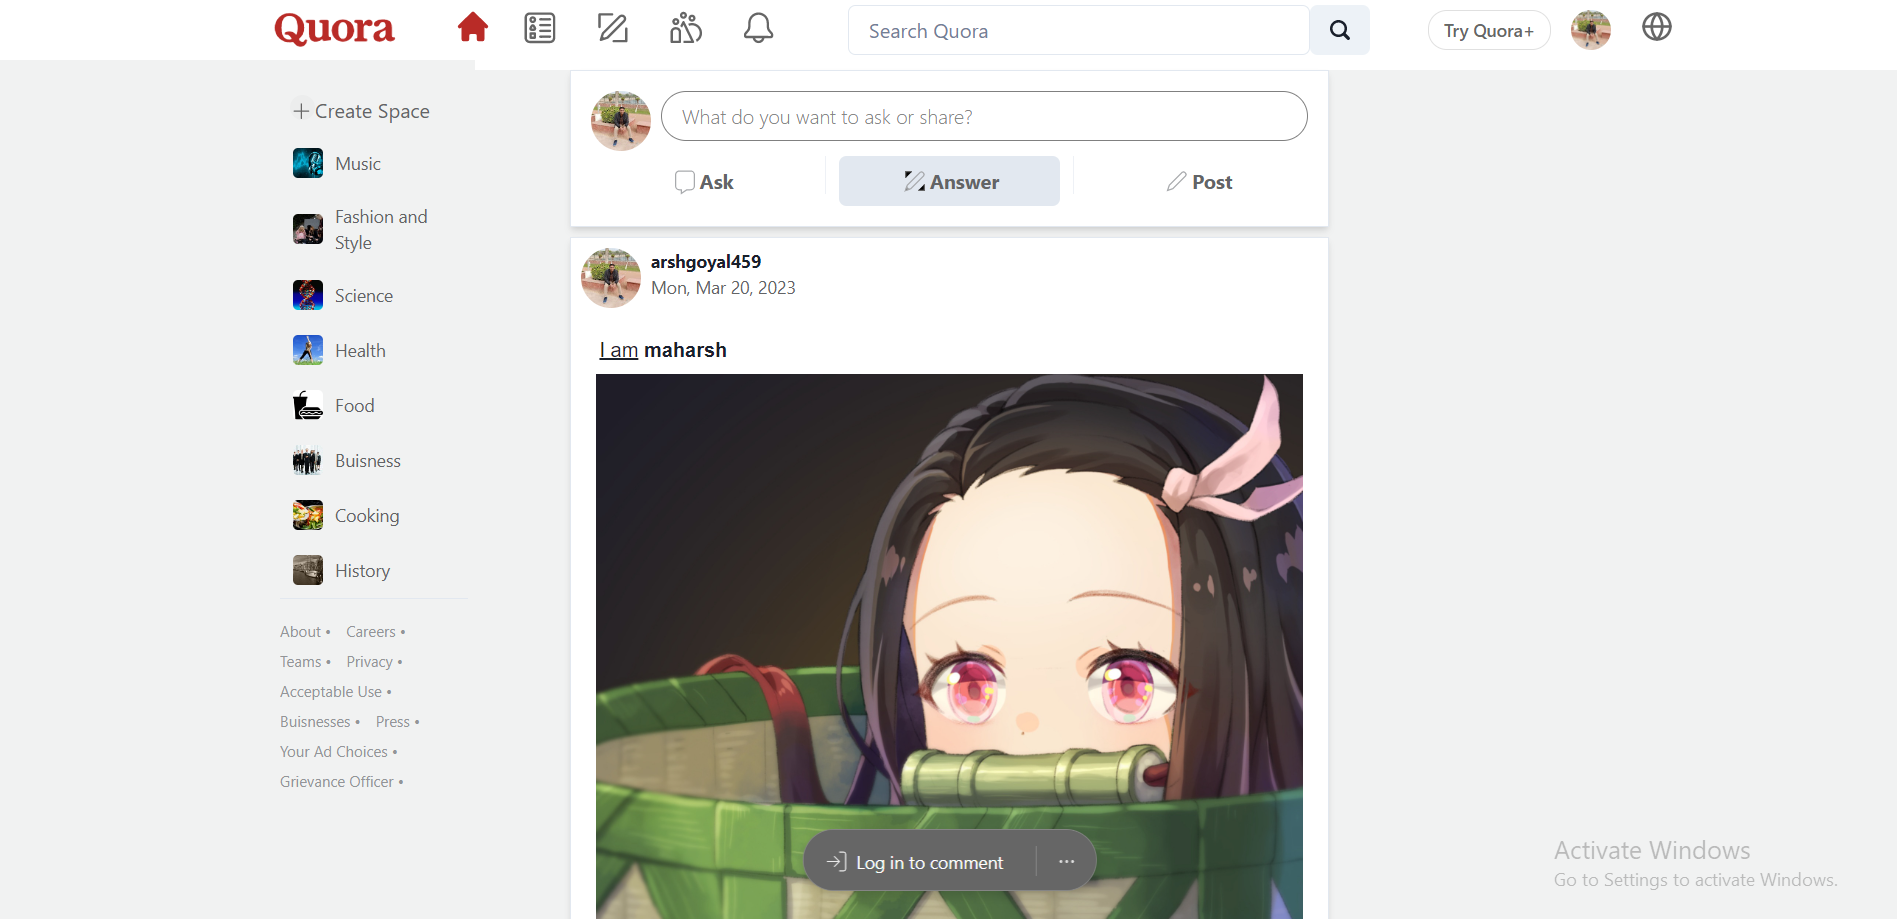 Quora
Search Quora
Try Quora+
Create Space
Music
Fashion and
Style
Science
Health
Food
Buisness
Cooking
History
About • Careers •
Teams • Privacy •
Acceptable Use •
Buisnesses • Press •
Your Ad Choices •
Grievance Officer •
What do you want to ask or share?
Ask
Answer
Post
arshgoyal459
Mon, Mar 20, 2023
I am maharsh
Log in to comment
Activate Windows
Go to Settings to activate Windows.